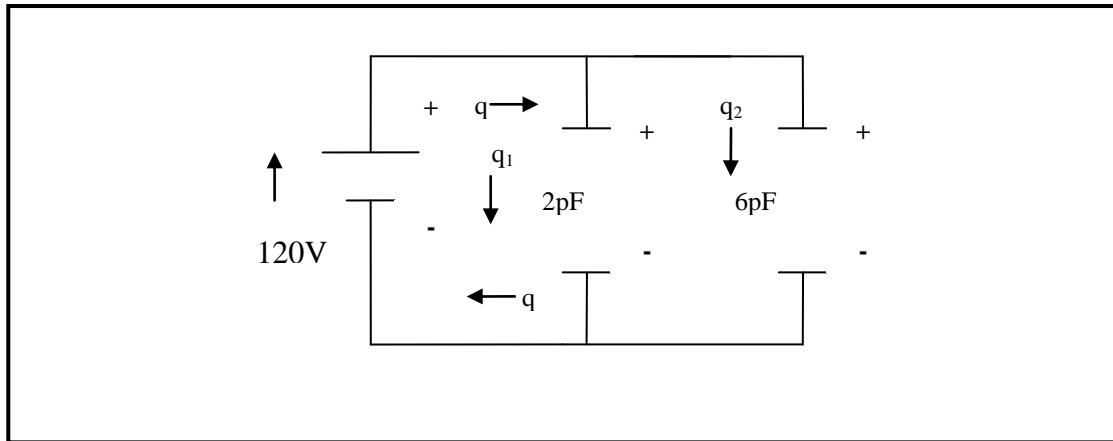 + q q₂
+ +
q₁
2pF 6pF
120V - - -
q